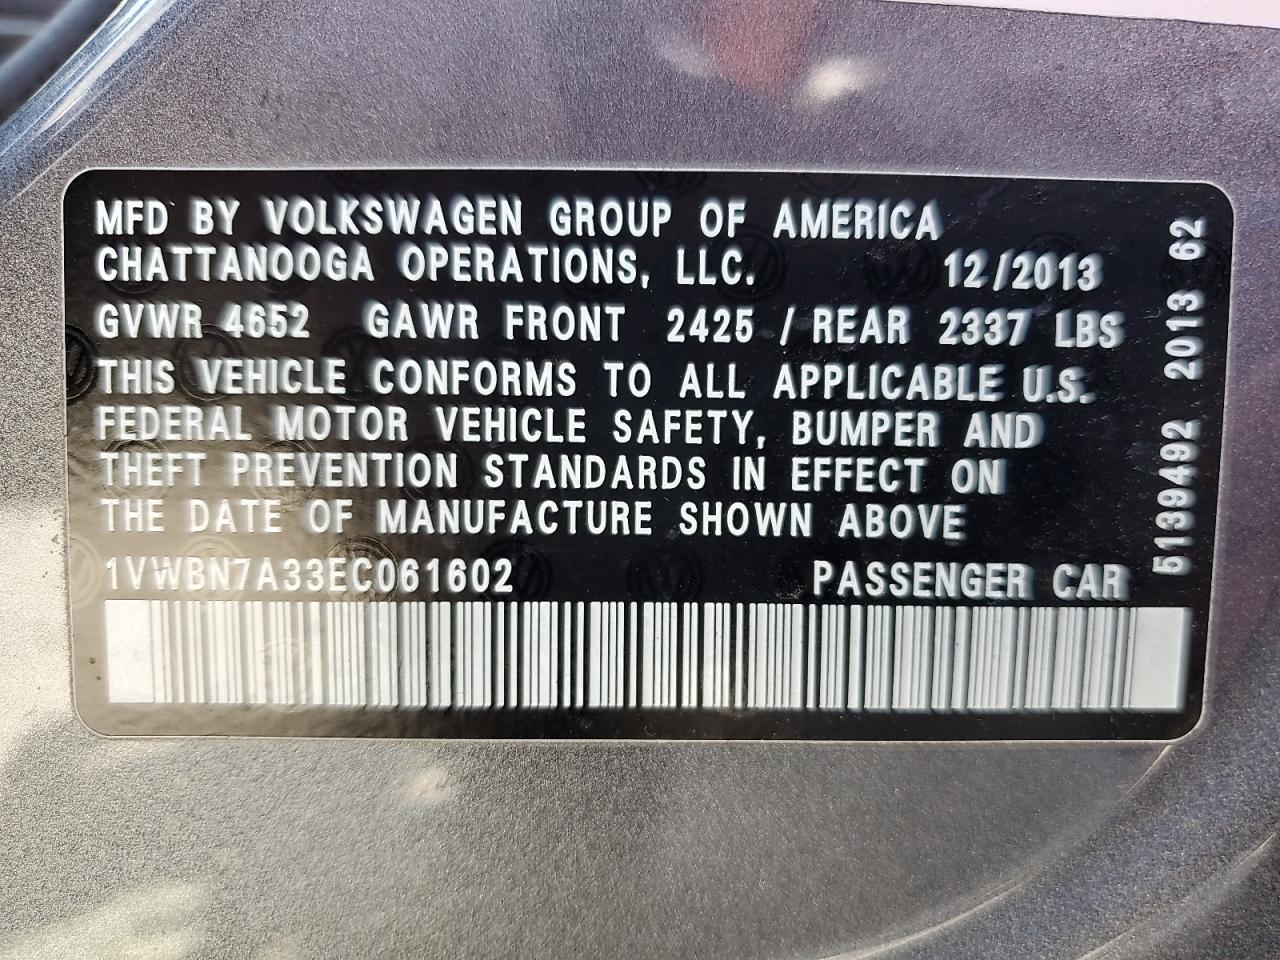 MFD BY VOLKSWAGEN GROUP OF AMERICA
CHATTANOOGA OPERATIONS, LLC. 12/2013
GVWR 4652 GAWR FRONT 2425 / REAR 2337 LBS
THIS VEHICLE CONFORMS TO ALL APPLICABLE U.S.
FEDERAL MOTOR VEHICLE SAFETY, BUMPER AND
THEFT PREVENTION STANDARDS IN EFFECT ON
THE DATE OF MANUFACTURE SHOWN ABOVE
1VWBN7A33EC061602 PASSENGER CAR
5139492 2013 62